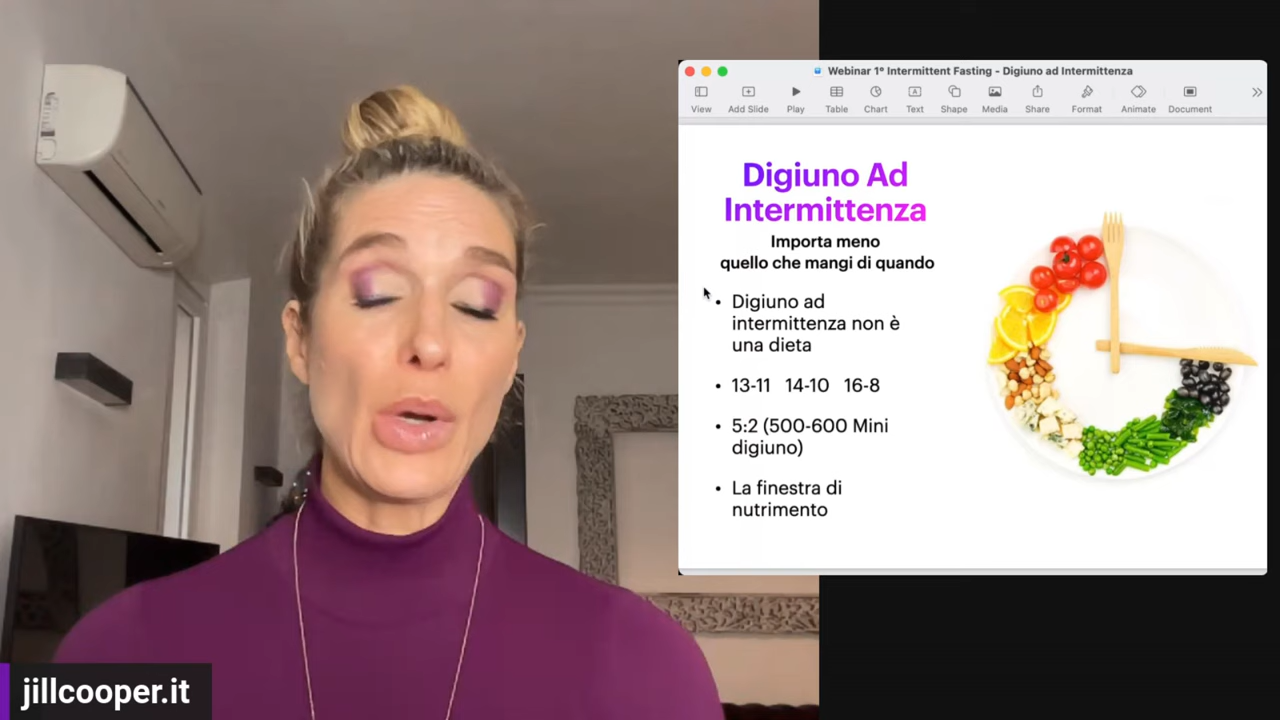 Webinar 1° Intermittent Fasting - Digiuno ad Intermittenza
View Add Slide Play Table Chart Text Shape Media Share Format Animate Document
Digiuno Ad
Intermittenza
Importa meno
quello che mangi di quando
• Digiuno ad
intermittenza non è
una dieta
• 13-11 14-10 16-8
• 5:2 (500-600 Mini
digiuno)
• La finestra di
nutrimento
jillcooper.it